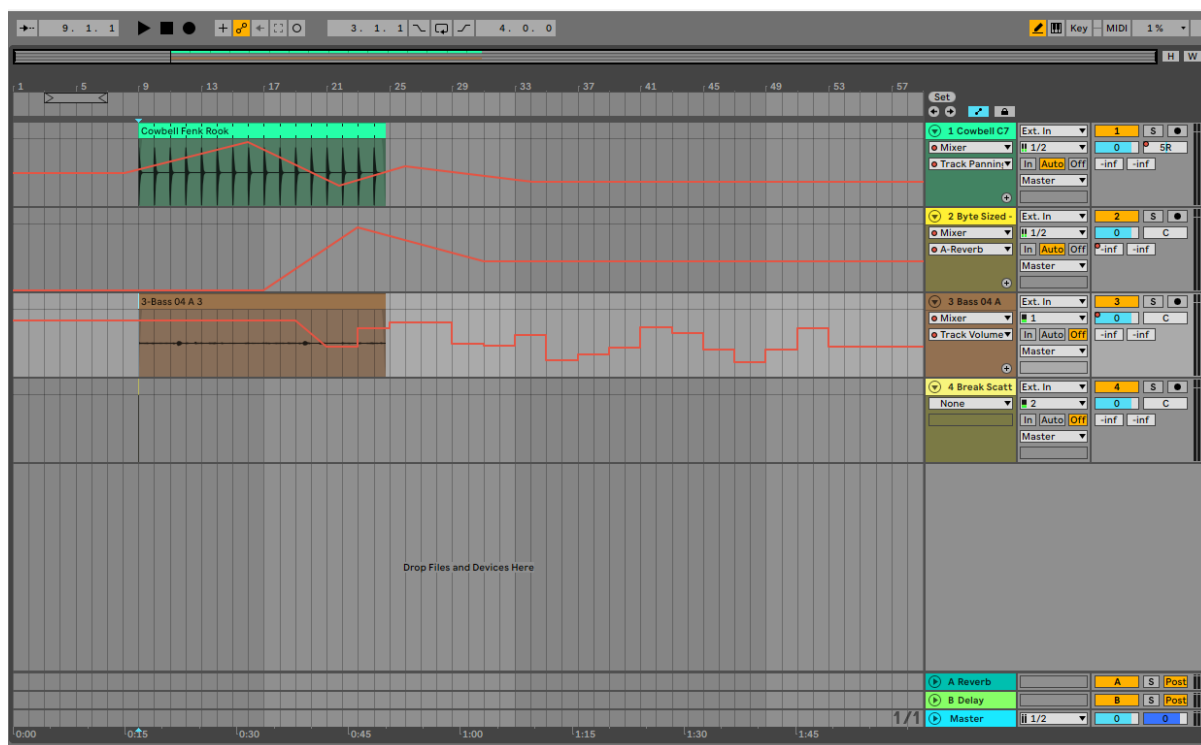 9. 1. 1 3. 1. 1 4. 0. 0 Key MIDI 1 %
H W
1 5 9 13 17 21 25 29 33 37 41 45 49 53 57
Set
Cowbell Fenk Rook 1 Cowbell C7 Ext. In 1 S
Mixer 1/2 0 5R
Track Panning In Auto Off -inf -inf
Master
2 Byte Sized - Ext. In 2 S
Mixer 1/2 0 C
A-Reverb In Auto Off -inf -inf
Master
3-Bass 04 A 3 3 Bass 04 A Ext. In 3 S
Mixer 1 0 C
Track Volume In Auto Off -inf -inf
Master
4 Break Scatt Ext. In 4 S
None 2 0 C
In Auto Off -inf -inf
Master
Drop Files and Devices Here
A Reverb A S Post
B Delay B S Post
1/1 Master 1/2 0 0
0:00 0:15 0:30 0:45 1:00 1:15 1:30 1:45